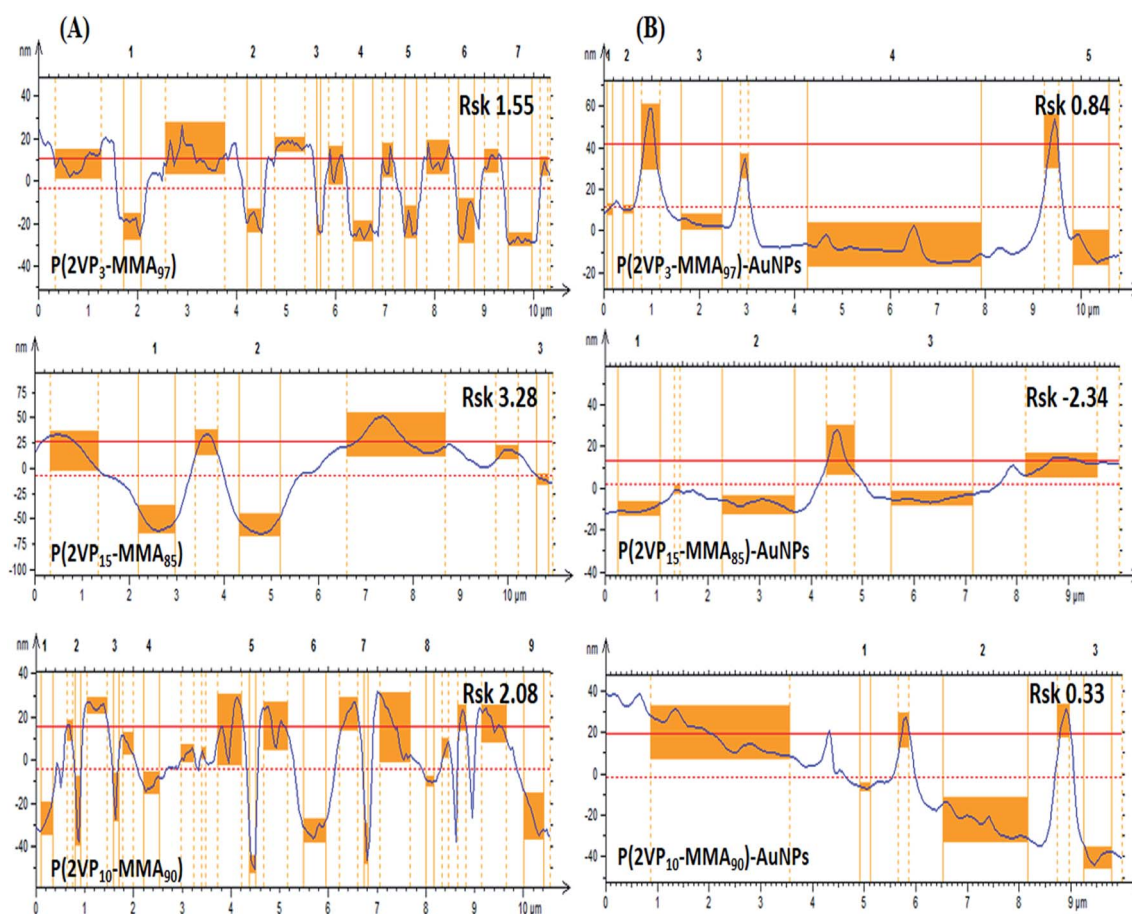 (A)
nm 1 2 3 4 5 6 7
40
20
0
-20
-40
Rsk 1.55
P(2VP₃-MMA₉₇)
0 1 2 3 4 5 6 7 8 9 10 µm
nm 1 2 3
75
50
25
0
-25
-50
-75
-100
Rsk 3.28
P(2VP₁₅-MMA₈₅)
0 1 2 3 4 5 6 7 8 9 10 µm
nm 1 2 3 4 5 6 7 8 9
40
20
0
-20
-40
Rsk 2.08
P(2VP₁₀-MMA₉₀)
0 1 2 3 4 5 6 7 8 9 10 µm
(B)
nm 1 2 3 4 5
60
40
20
0
-20
Rsk 0.84
P(2VP₃-MMA₉₇)-AuNPs
0 1 2 3 4 5 6 7 8 9 10 µm
nm 1 2 3
40
20
0
-20
-40
Rsk -2.34
P(2VP₁₅-MMA₈₅)-AuNPs
0 1 2 3 4 5 6 7 8 9 µm
nm 1 2 3
40
20
0
-20
-40
Rsk 0.33
P(2VP₁₀-MMA₉₀)-AuNPs
0 1 2 3 4 5 6 7 8 9 µm